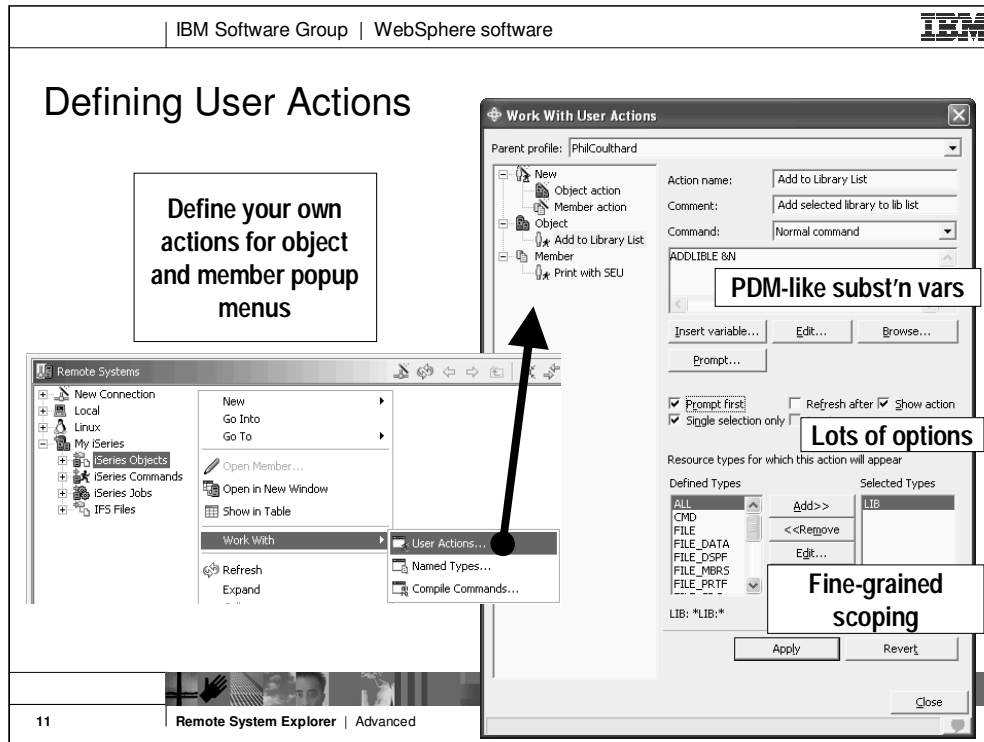 IBM Software Group | WebSphere software
IBM
Defining User Actions
Define your own
actions for object
and member popup
menus
Remote Systems
New Connection
Local
Linux
My iSeries
iSeries Objects
iSeries Commands
iSeries Jobs
IFS Files
New
Go Into
Go To
Open Member...
Open in New Window
Show in Table
Work With
Refresh
Expand
User Actions...
Named Types...
Compile Commands...
Work With User Actions
Parent profile: PhilCoulthard
New
Object action
Member action
Object
Add to Library List
Member
Print with SEU
Action name: Add to Library List
Comment: Add selected library to lib list
Command: Normal command
ADDLIBLE &N
PDM-like subst'n vars
Insert variable... Edit... Browse...
Prompt...
Prompt first Refresh after Show action
Single selection only
Lots of options
Resource types for which this action will appear
Defined Types Selected Types
ALL
CMD
FILE
FILE_DATA
FILE_DSPF
FILE_MBRS
FILE_PRTF
Add>>
<<Remove
Edit...
LIB
Fine-grained
scoping
LIB: *LIB:*
Apply Revert
Close
11 Remote System Explorer | Advanced